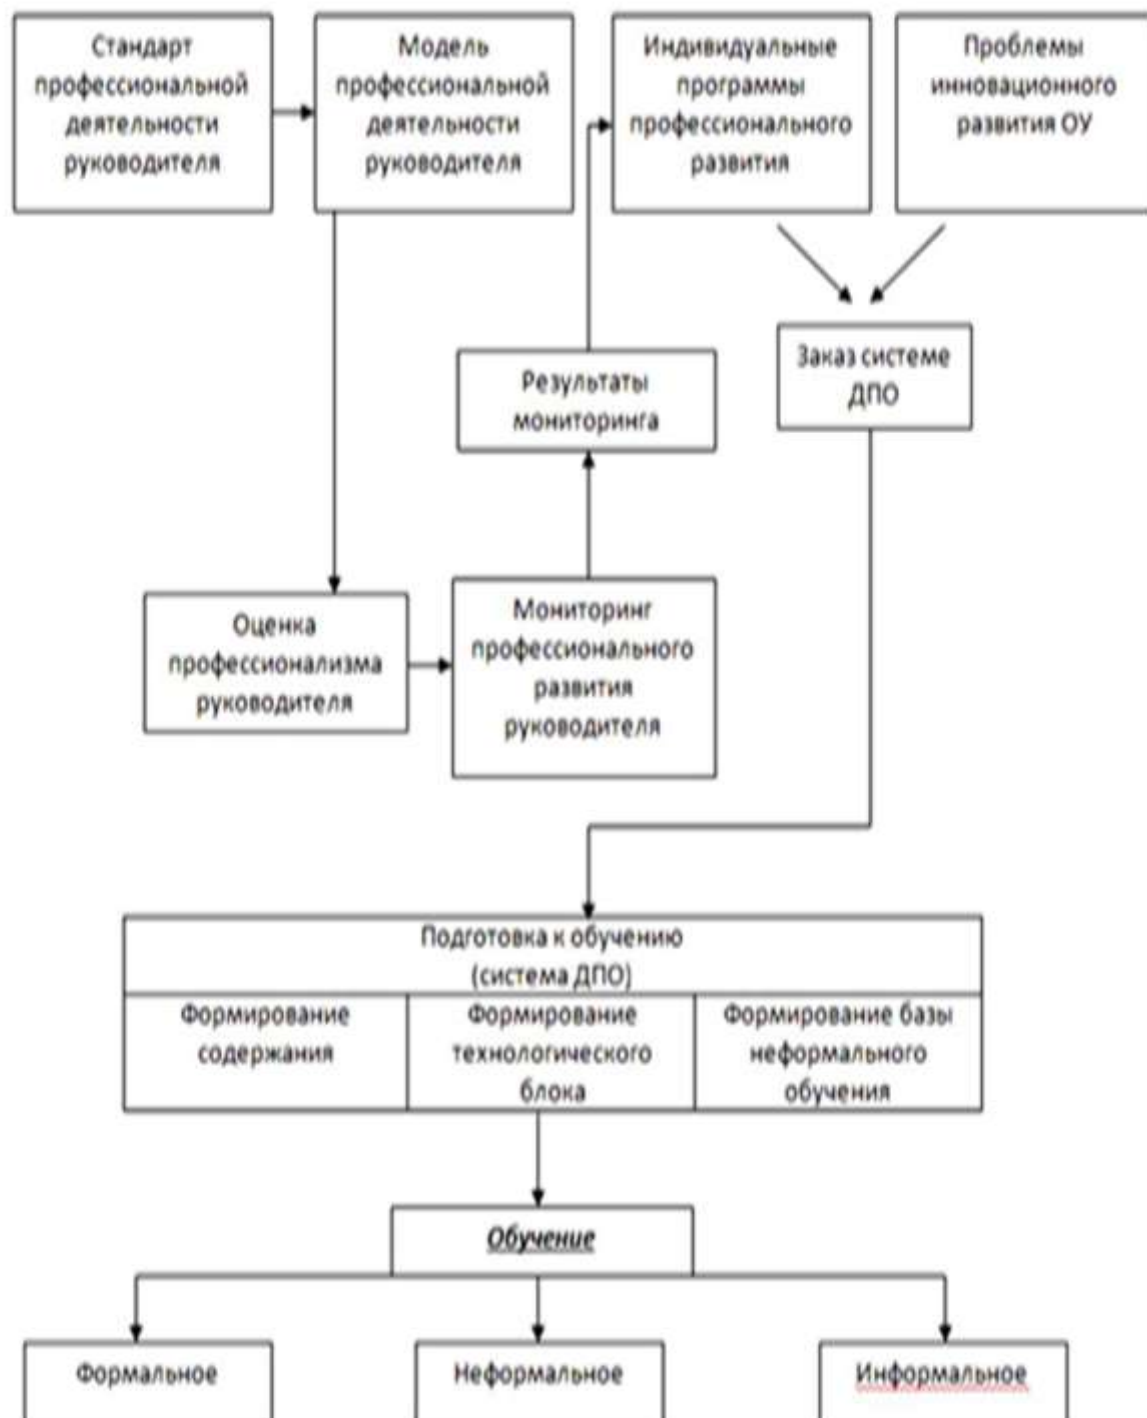 Стандарт
профессиональной
деятельности
руководителя
Модель
профессиональной
деятельности
руководителя
Индивидуальные
программы
профессионального
развития
Проблемы
инновационного
развития ОУ
Результаты
мониторинга
Заказ системе
ДПО
Оценка
профессионализма
руководителя
Мониторинг
профессионального
развития
руководителя
Подготовка к обучению
(система ДПО)
Формирование
содержания
Формирование
технологического
блока
Формирование базы
неформального
обучения
Обучение
Формальное
Неформальное
Информальное